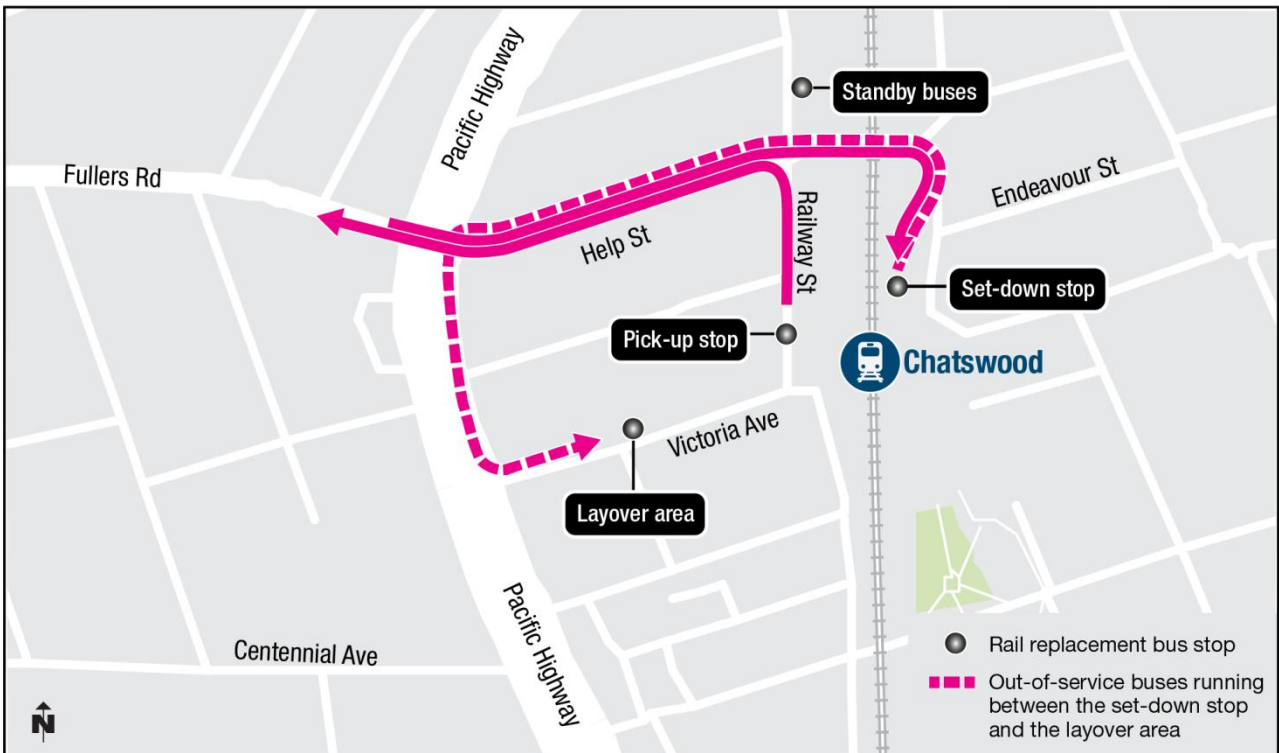 Pacific Highway
Standby buses
Fullers Rd
Endeavour St
Railway St
Help St
Set-down stop
Pick-up stop
Chatswood
Victoria Ave
Layover area
Pacific Highway
Centennial Ave
Rail replacement bus stop
Out-of-service buses running
between the set-down stop
and the layover area
N